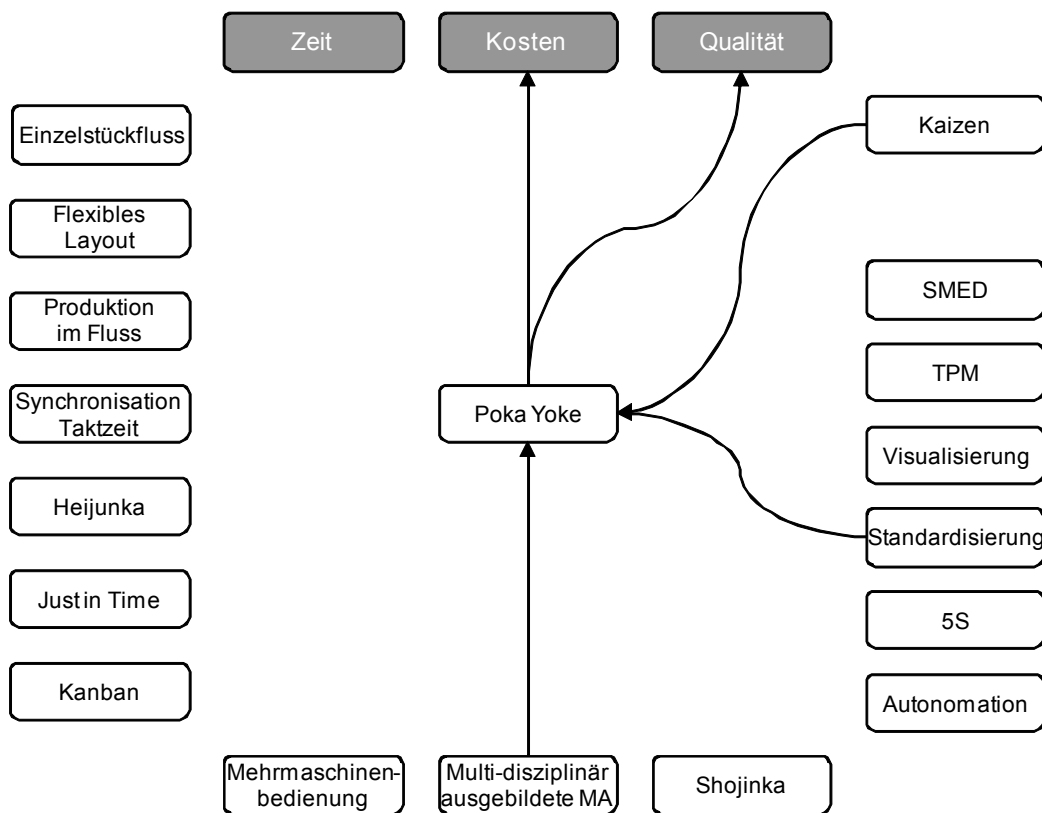 Zeit
Kosten
Qualität
Einzelstückfluss
Kaizen
Flexibles
Layout
SMED
Produktion
im Fluss
TPM
Synchronisation
Taktzeit
Poka Yoke
Visualisierung
Heijunka
Standardisierung
Just in Time
5S
Kanban
Autonomation
Mehrmaschinen-
bedienung
Multi-disziplinär
ausgebildete MA
Shojinka